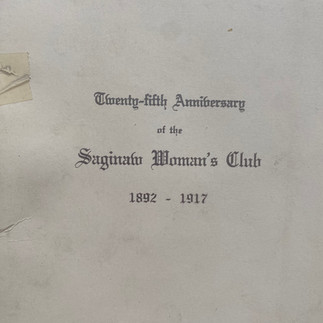 Twenty-fifth Anniversary
of the
Saginaw Woman's Club
1892 - 1917